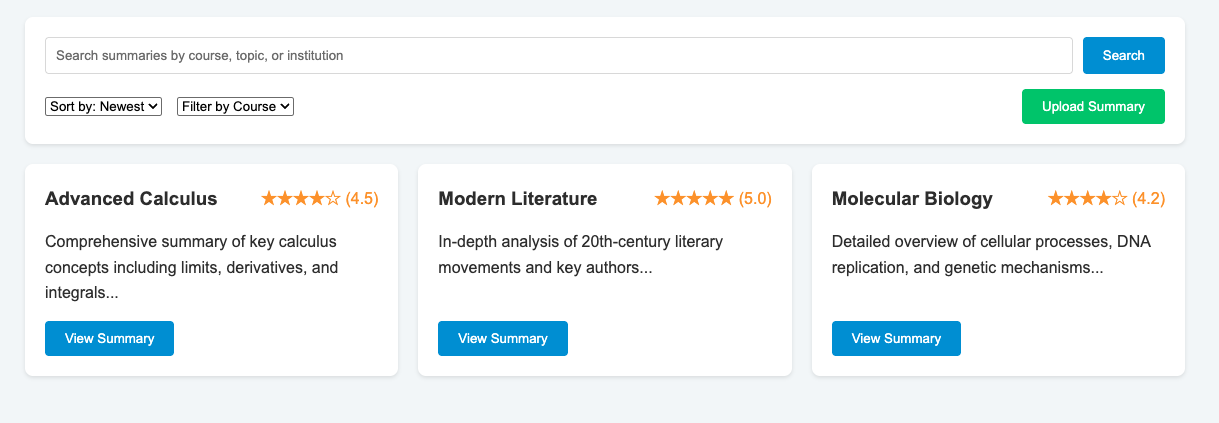 Search summaries by course, topic, or institution
Search
Sort by: Newest
Filter by Course
Upload Summary
Advanced Calculus
★★★★☆ (4.5)
Comprehensive summary of key calculus
concepts including limits, derivatives, and
integrals...
View Summary
Modern Literature
★★★★★ (5.0)
In-depth analysis of 20th-century literary
movements and key authors...
View Summary
Molecular Biology
★★★★☆ (4.2)
Detailed overview of cellular processes, DNA
replication, and genetic mechanisms...
View Summary